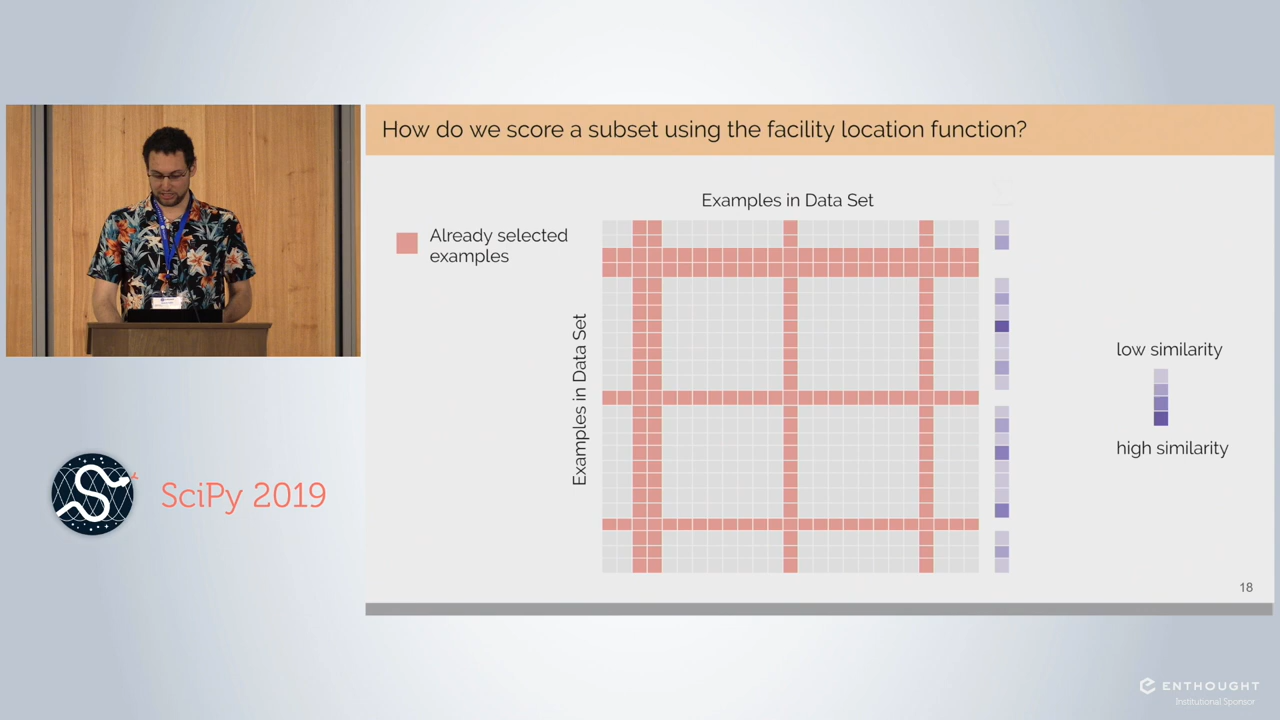 How do we score a subset using the facility location function?
Examples in Data Set
Already selected
examples
Examples in Data Set
low similarity
high similarity
18
SciPy 2019
ENTHOUGHT
Institutional Sponsor